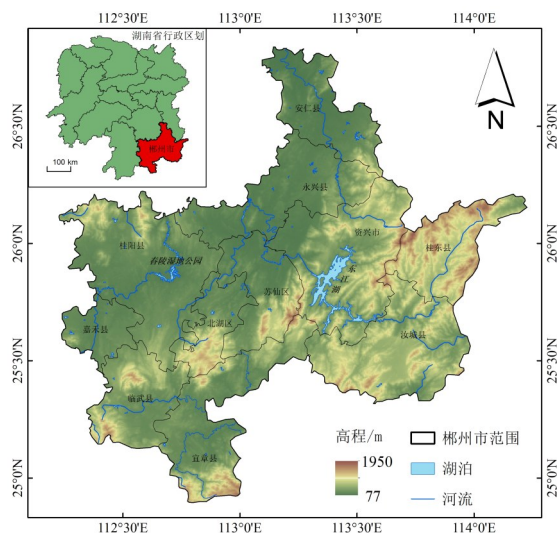 112°30'E
113°0'E
113°30'E
114°0'E
湖南省行政区划
郴州市
100 km
N
26°30'N
26°0'N
25°30'N
25°0'N
26°30'N
26°0'N
25°30'N
25°0'N
安仁县
永兴县
资兴市
桂东县
桂阳县
舂陵湿地公园
苏仙区
东江湖
北湖区
嘉禾县
汝城县
临武县
宜章县
高程/m
1950
77
郴州市范围
湖泊
河流
112°30'E
113°0'E
113°30'E
114°0'E